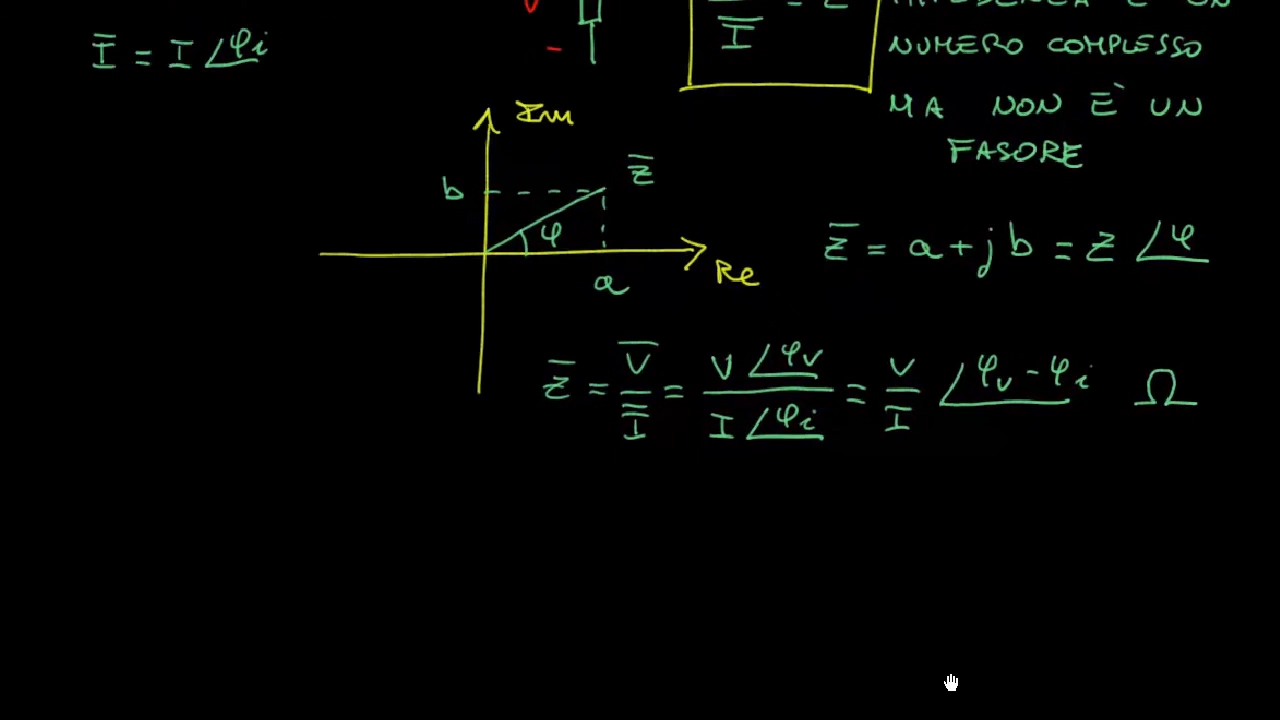 V̄/Ī = Z̄
NUMERO COMPLESSO
Ī = I ∠φi
MA NON È UN
FASORE
Im
b
Z̄
φ
Re
a
Z̄ = a + jb = Z ∠φ
Z̄ = V̄/Ī = V ∠φv / I ∠φi = V/I ∠φv - φi Ω